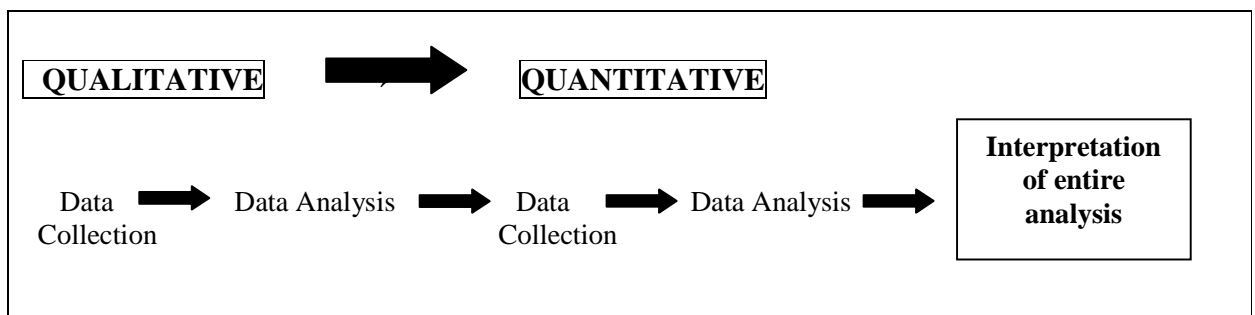 QUALITATIVE
QUANTITATIVE
Data
Collection
Data Analysis
Data
Collection
Data Analysis
Interpretation
of entire
analysis